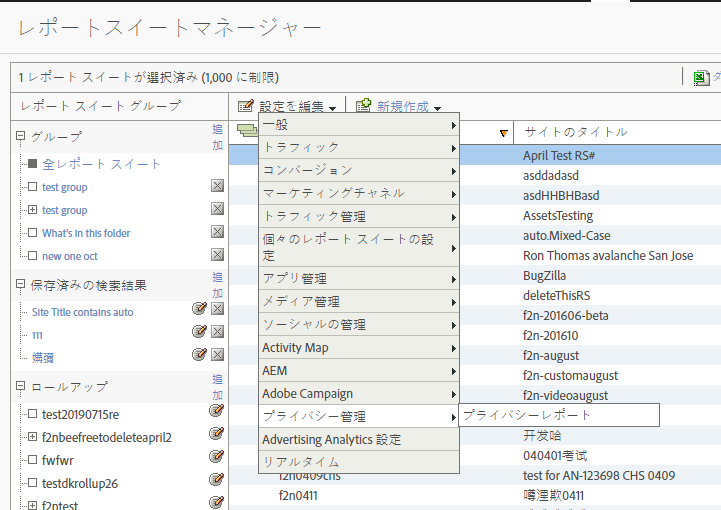 レポートスイートマネージャー
1 レポート スイートが選択済み (1,000 に制限)
レポート スイート グループ
設定を編集
新規作成
グループ
追加
全レポート スイート
test group
test group
What's in this folder
new one oct
保存済みの検索結果
追加
Site Title contains auto
111
ロールアップ
追加
test20190715re
f2nbeefreetodeleteapril2
fwfwr
testdkrollup26
f2ntest
一般
トラフィック
コンバージョン
マーケティングチャネル
トラフィック管理
個々のレポート スイートの設
定
アプリ管理
メディア管理
ソーシャルの管理
Activity Map
AEM
Adobe Campaign
プライバシー管理
プライバシーレポート
Advertising Analytics 設定
リアルタイム
f2n0409chs
f2n0411
サイトのタイトル
April Test RS#
asddadasd
asdHHBHBasd
AssetsTesting
auto.Mixed-Case
Ron Thomas avalanche San Jose
BugZilla
deleteThisRS
f2n-201606-beta
f2n-201610
f2n-august
f2n-customaugust
f2n-videoaugust
开发哈
040401考试
test for AN-123698 CHS 0409
噂湮欺0411